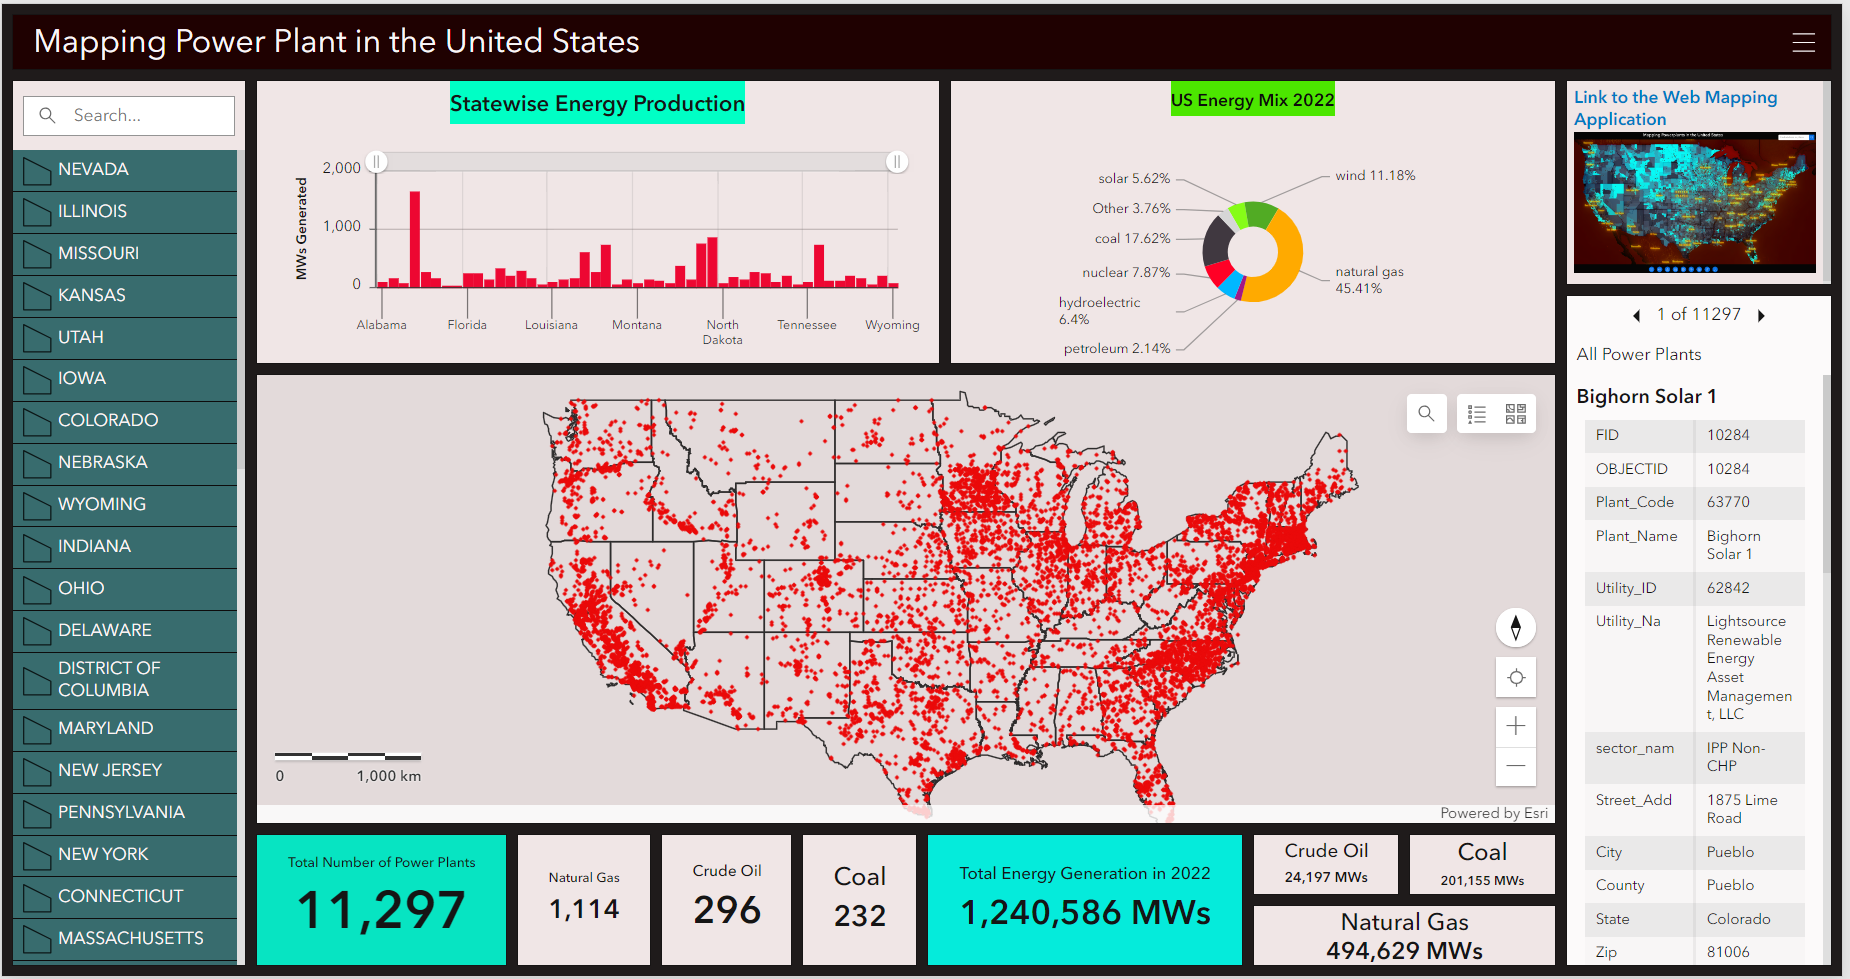 Mapping Power Plant in the United States
Search...
NEVADA
ILLINOIS
MISSOURI
KANSAS
UTAH
IOWA
COLORADO
NEBRASKA
WYOMING
INDIANA
OHIO
DELAWARE
DISTRICT OF
COLUMBIA
MARYLAND
NEW JERSEY
PENNSYLVANIA
NEW YORK
CONNECTICUT
MASSACHUSETTS
Statewise Energy Production
MWs Generated
2,000
1,000
0
Alabama
Florida
Louisiana
Montana
North
Dakota
Tennessee
Wyoming
US Energy Mix 2022
solar 5.62%
wind 11.18%
Other 3.76%
coal 17.62%
nuclear 7.87%
natural gas
45.41%
hydroelectric
6.4%
petroleum 2.14%
Link to the Web Mapping
Application
Mapping Powerplants in the United States
0
1,000 km
Powered by Esri
1 of 11297
All Power Plants
Bighorn Solar 1
FID 10284
OBJECTID 10284
Plant_Code 63770
Plant_Name Bighorn
Solar 1
Utility_ID 62842
Utility_Na Lightsource
Renewable
Energy
Asset
Managemen
t, LLC
sector_nam IPP Non-
CHP
Street_Add 1875 Lime
Road
City Pueblo
County Pueblo
State Colorado
Zip 81006
Total Number of Power Plants
11,297
Natural Gas
1,114
Crude Oil
296
Coal
232
Total Energy Generation in 2022
1,240,586 MWs
Crude Oil
24,197 MWs
Coal
201,155 MWs
Natural Gas
494,629 MWs